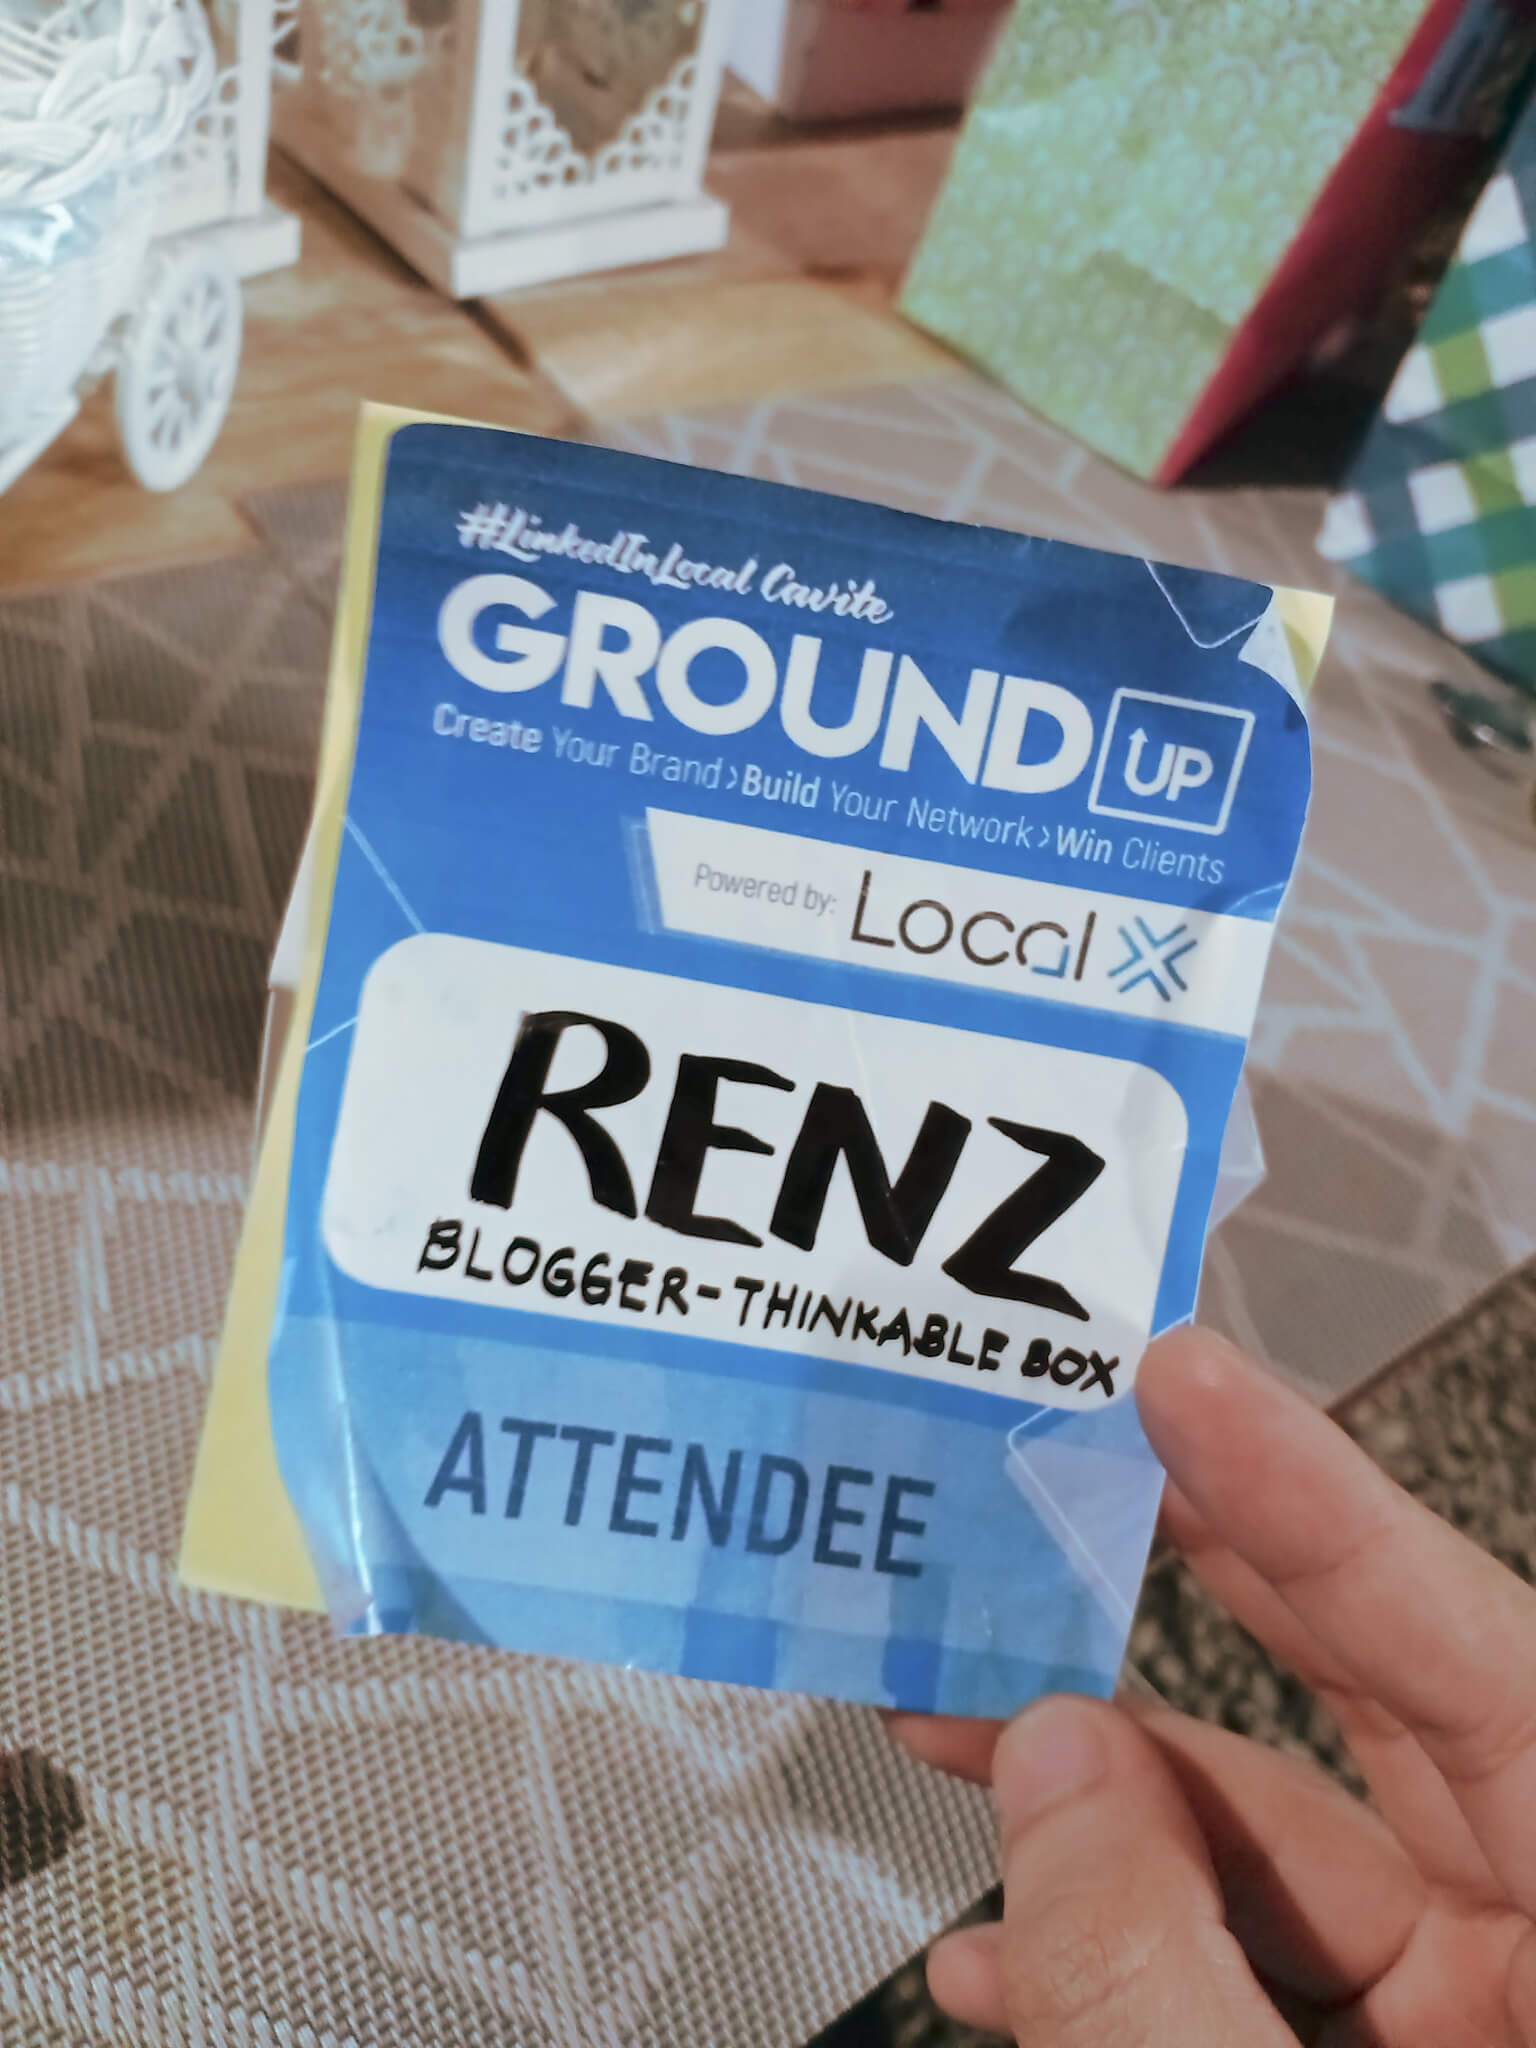 #LinkedInLocal Cavite
GROUND UP
Create Your Brand›Build Your Network›Win Clients
Powered by: Local X
RENZ
BLOGGER-THINKABLE BOX
ATTENDEE